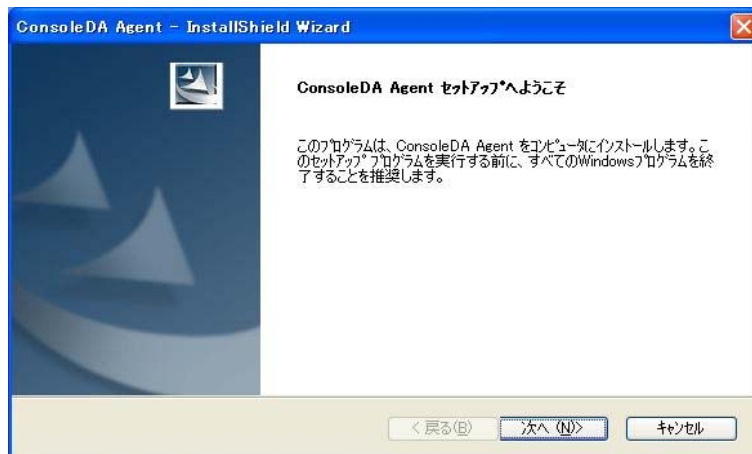 ConsoleDA Agent - InstallShield Wizard
ConsoleDA Agent ｾｯﾄｱｯﾌﾟへようこそ
このﾌﾟﾛｸﾞﾗﾑは、ConsoleDA Agent をｺﾝﾋﾟｭｰﾀにｲﾝｽﾄｰﾙします。こ
のｾｯﾄｱｯﾌﾟ ﾌﾟﾛｸﾞﾗﾑを実行する前に、すべてのWindowsﾌﾟﾛｸﾞﾗﾑを終
了することを推奨します。
< 戻る(B)
次へ (N)>
ｷｬﾝｾﾙ